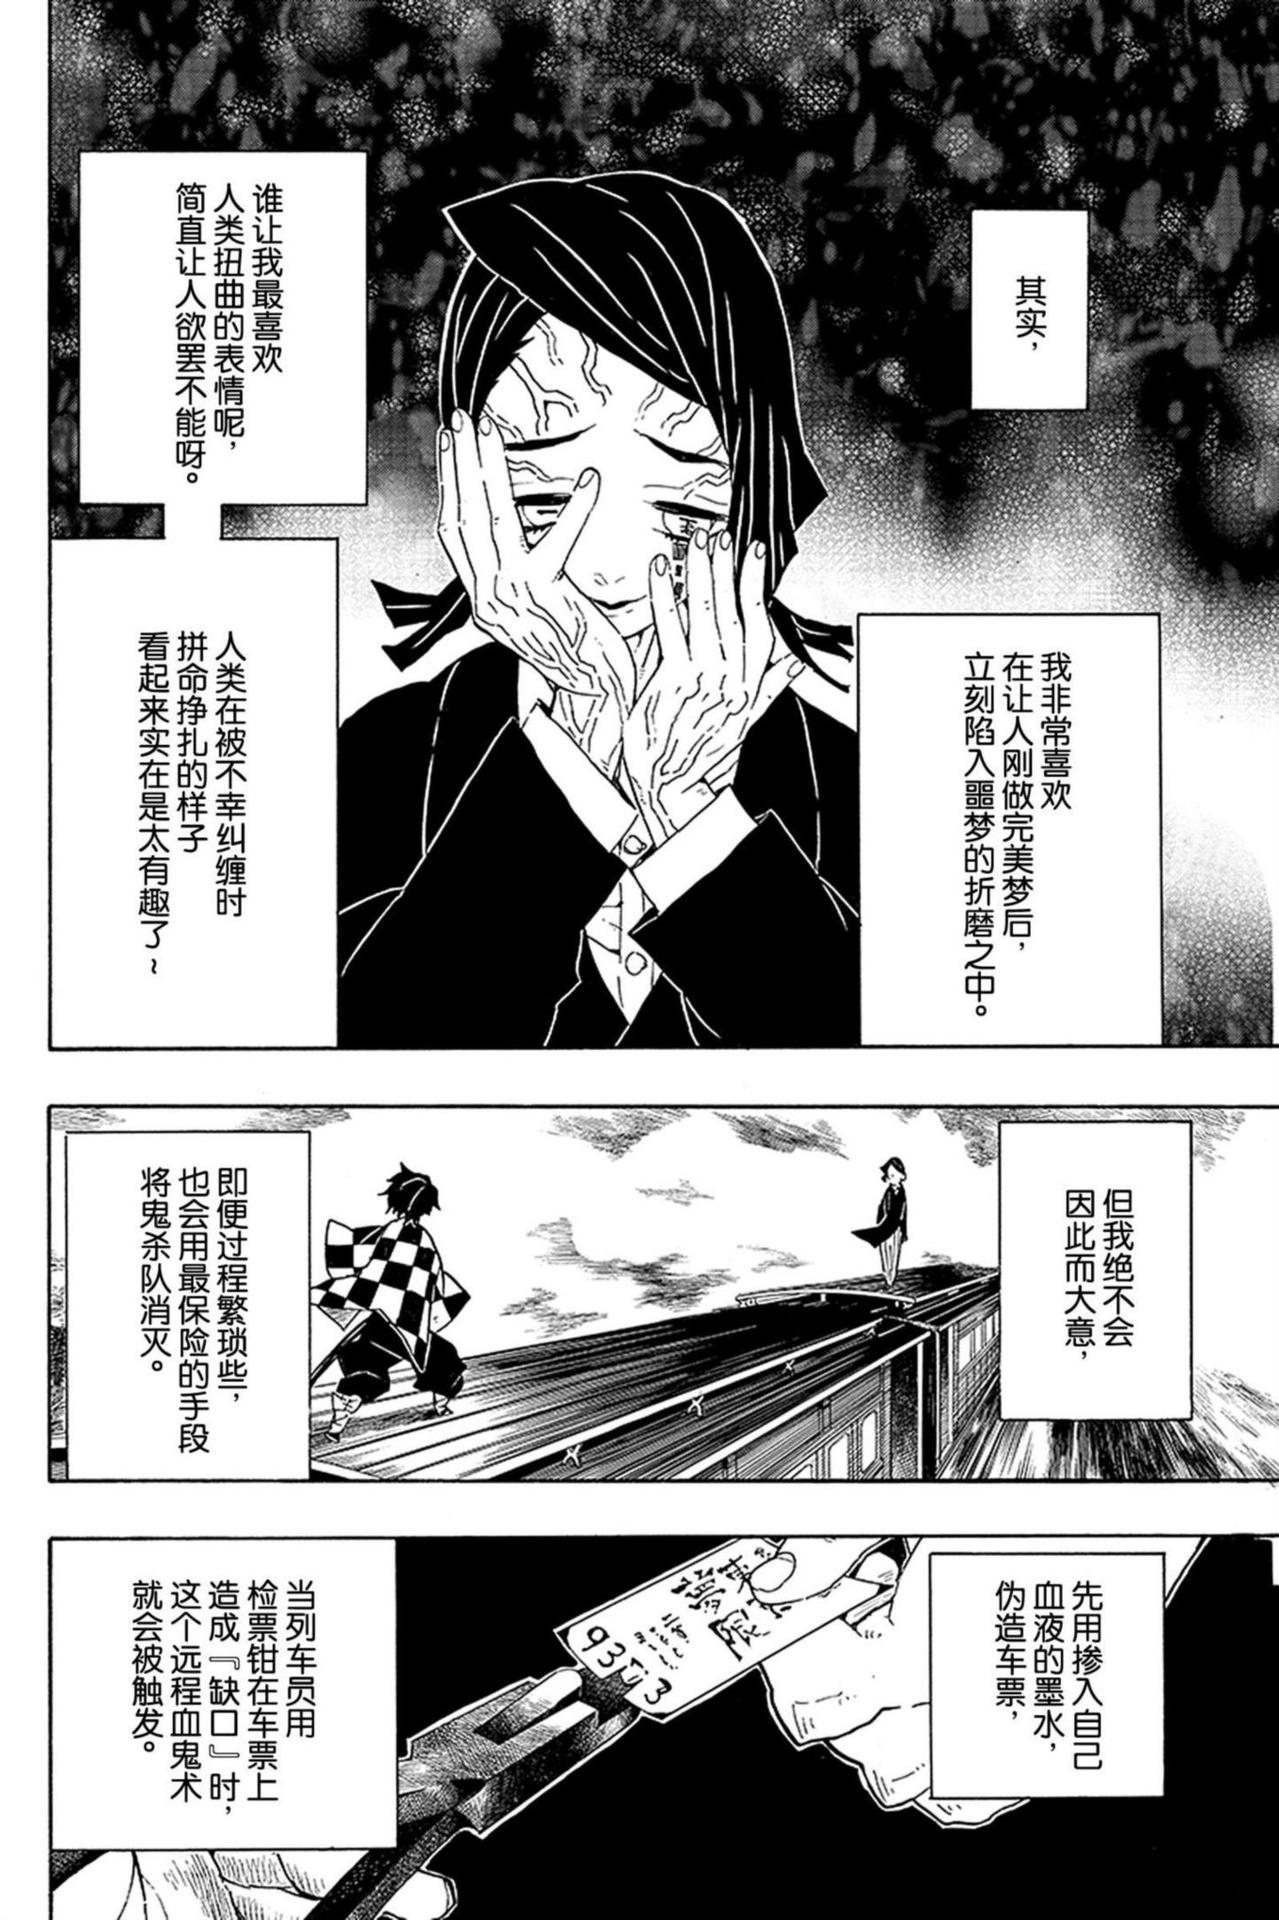 其实，
我非常喜欢
在让人刚做完美梦后，
立刻陷入噩梦的折磨之中。
谁让我最喜欢
人类扭曲的表情呢，
简直让人欲罢不能呀。
人类在被不幸纠缠时
拼命挣扎的样子
看起来实在是太有趣了~
但我绝不会
因此而大意，
即便过程繁琐些，
也会用最保险的手段
将鬼杀队消灭。
先用掺入自己
血液的墨水，
伪造车票，
当列车员用
检票钳在车票上
造成『缺口』时，
这个远程血鬼术
就会被触发。